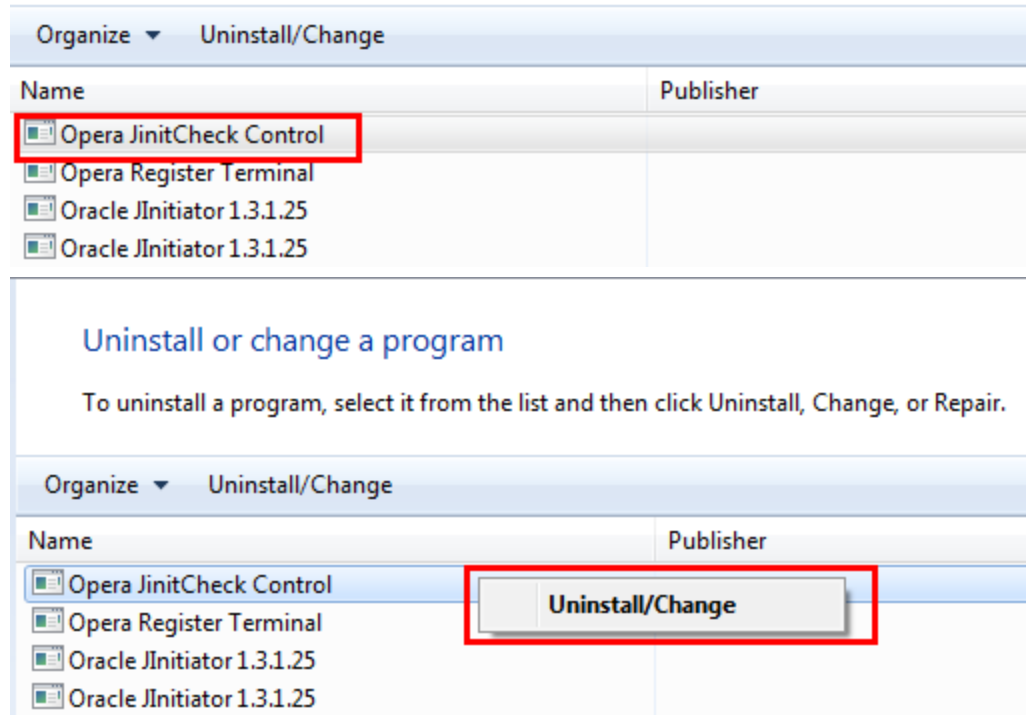 Organize Uninstall/Change
Name Publisher
Opera JinitCheck Control
Opera Register Terminal
Oracle JInitiator 1.3.1.25
Oracle JInitiator 1.3.1.25
Uninstall or change a program
To uninstall a program, select it from the list and then click Uninstall, Change, or Repair.
Organize Uninstall/Change
Name Publisher
Opera JinitCheck Control
Uninstall/Change
Opera Register Terminal
Oracle JInitiator 1.3.1.25
Oracle JInitiator 1.3.1.25